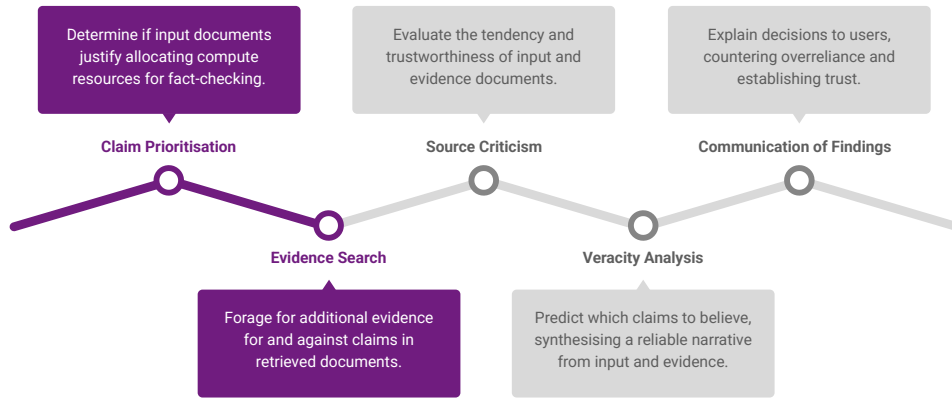 Determine if input documents
justify allocating compute
resources for fact-checking.
Claim Prioritisation
Evidence Search
Forage for additional evidence
for and against claims in
retrieved documents.
Evaluate the tendency and
trustworthiness of input and
evidence documents.
Source Criticism
Veracity Analysis
Predict which claims to believe,
synthesising a reliable narrative
from input and evidence.
Explain decisions to users,
countering overreliance and
establishing trust.
Communication of Findings